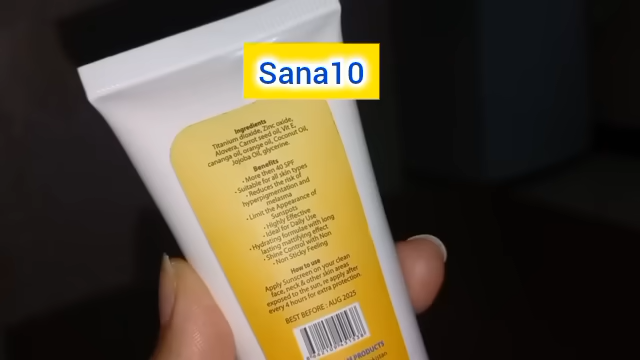 Sana10
Ingredients
Titanium dioxide, Zinc oxide,
Alovera, Carrot seed oil, Vit E,
cananga oil, orange oil, Coconut Oil,
Jojoba Oil, glycerine.
Benefits
• More then 40 SPF
• Suitable for all skin types
• Reduces the risk of
hyperpigmentation and
melasma
• Limit the Appearance of
Sunspots
• Highly Effective
• Ideal for Daily Use
• Hydrating formulae with long
lasting mattifying effect
• Shine Control with Non
• Non Sticky Feeling
How to use
Apply Sunscreen on your clean
face, neck & other skin areas
exposed to the sun, re apply after
every 4 hours for extra protection.
BEST BEFORE : AUG 2025
PRODUCTS